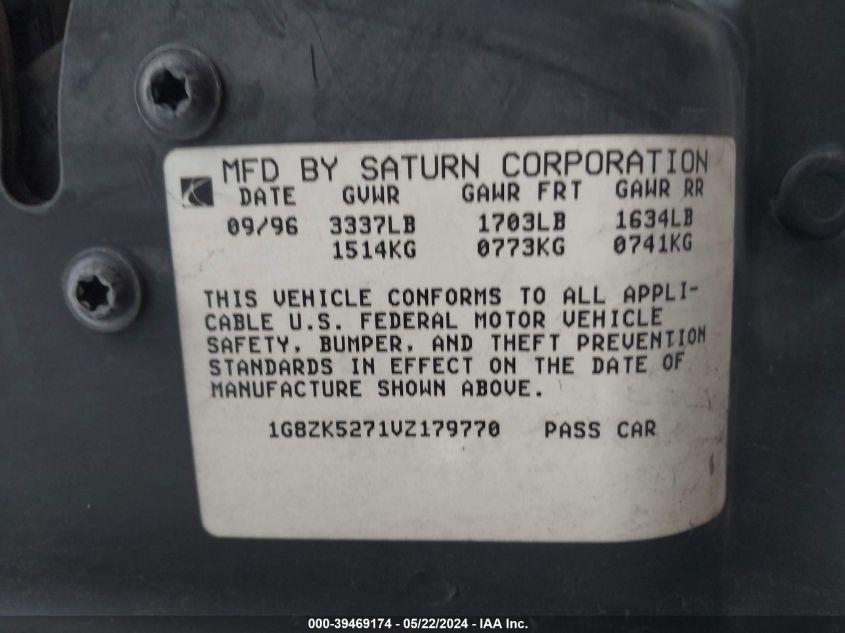 MFD BY SATURN CORPORATION
DATE GVWR GAWR FRT GAWR RR
09/96 3337LB 1703LB 1634LB
1514KG 0773KG 0741KG
THIS VEHICLE CONFORMS TO ALL APPLI-
CABLE U.S. FEDERAL MOTOR VEHICLE
SAFETY, BUMPER, AND THEFT PREVENTION
STANDARDS IN EFFECT ON THE DATE OF
MANUFACTURE SHOWN ABOVE.
1G8ZK5271VZ179770 PASS CAR
000-39469174 - 05/22/2024 - IAA Inc.